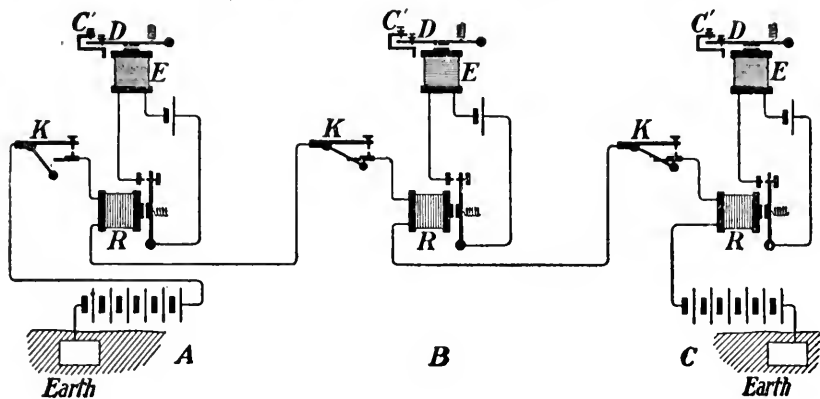 C' D C' D C' D
E E E
K K K
R R R
A B C
Earth Earth